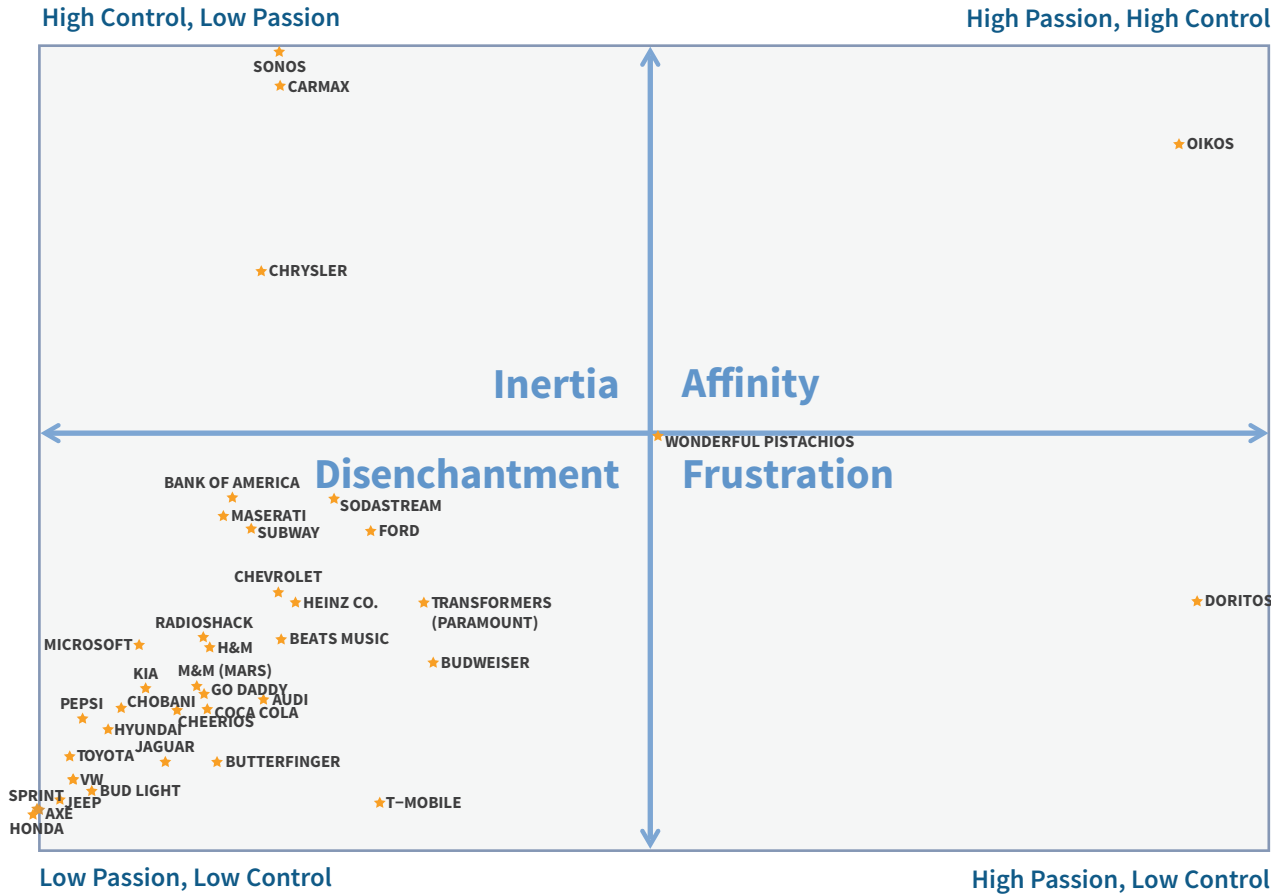 High Control, Low Passion
High Passion, High Control
SONOS
CARMAX
OIKOS
CHRYSLER
Inertia
Affinity
WONDERFUL PISTACHIOS
Disenchantment
Frustration
BANK OF AMERICA
SODASTREAM
MASERATI
SUBWAY
FORD
CHEVROLET
HEINZ CO.
TRANSFORMERS
(PARAMOUNT)
DORITOS
RADIOSHACK
MICROSOFT
H&M
BEATS MUSIC
BUDWEISER
KIA
M&M (MARS)
GO DADDY
PEPSI
CHOBANI
AUDI
COCA COLA
CHEERIOS
HYUNDAI
JAGUAR
TOYOTA
BUTTERFINGER
VW
BUD LIGHT
SPRINT
JEEP
T−MOBILE
AXE
HONDA
Low Passion, Low Control
High Passion, Low Control